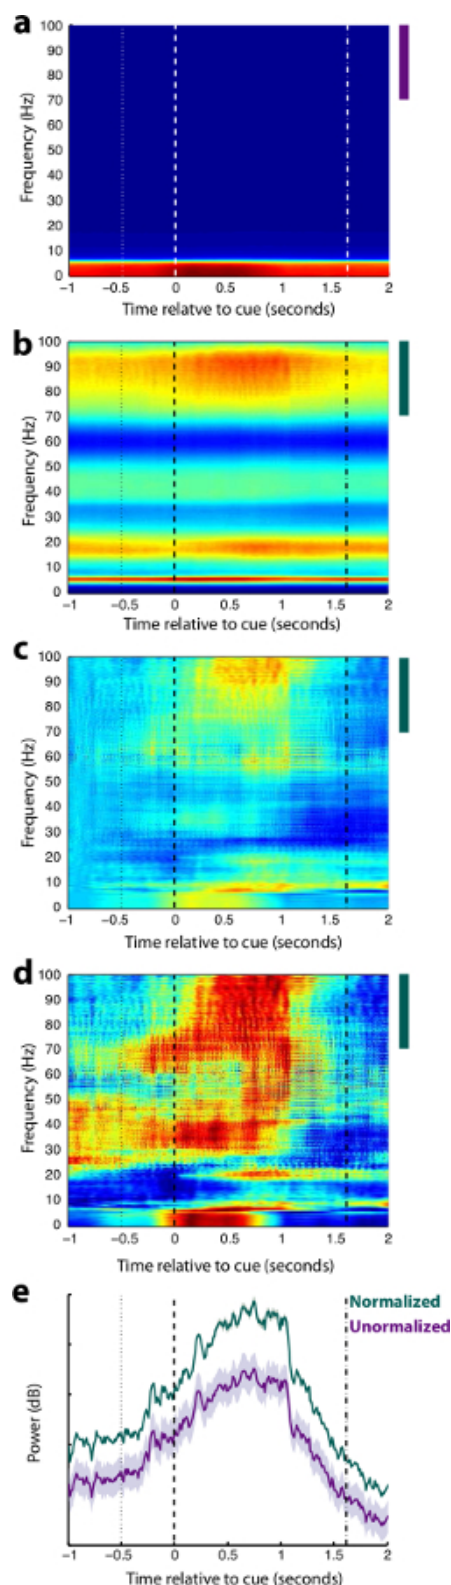 a
100
90
80
70
60
50
40
30
20
10
0
Frequency (Hz)
−1 −0.5 0 0.5 1 1.5 2
Time relatve to cue (seconds)
b
100
90
80
70
60
50
40
30
20
10
0
Frequency (Hz)
−1 −0.5 0 0.5 1 1.5 2
Time relative to cue (seconds)
c
100
90
80
70
60
50
40
30
20
10
0
Frequency (Hz)
−1 −0.5 0 0.5 1 1.5 2
Time relative to cue (seconds)
d
100
90
80
70
60
50
40
30
20
10
0
Frequency (Hz)
−1 −0.5 0 0.5 1 1.5 2
Time relative to cue (seconds)
e
Normalized
Unormalized
Power (dB)
−1 −0.5 0 0.5 1 1.5 2
Time relative to cue (seconds)